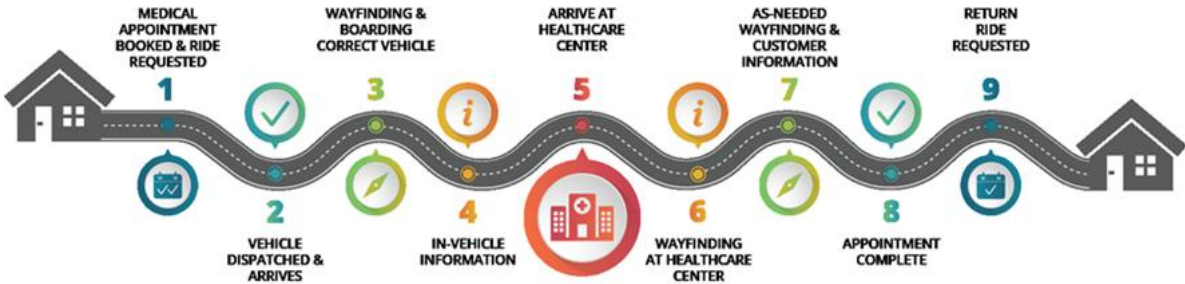 MEDICAL
APPOINTMENT
BOOKED & RIDE
REQUESTED
1
2
VEHICLE
DISPATCHED &
ARRIVES
WAYFINDING &
BOARDING
CORRECT VEHICLE
3
i
4
IN-VEHICLE
INFORMATION
ARRIVE AT
HEALTHCARE
CENTER
5
i
6
WAYFINDING
AT HEALTHCARE
CENTER
AS-NEEDED
WAYFINDING &
CUSTOMER
INFORMATION
7
8
APPOINTMENT
COMPLETE
RETURN
RIDE
REQUESTED
9